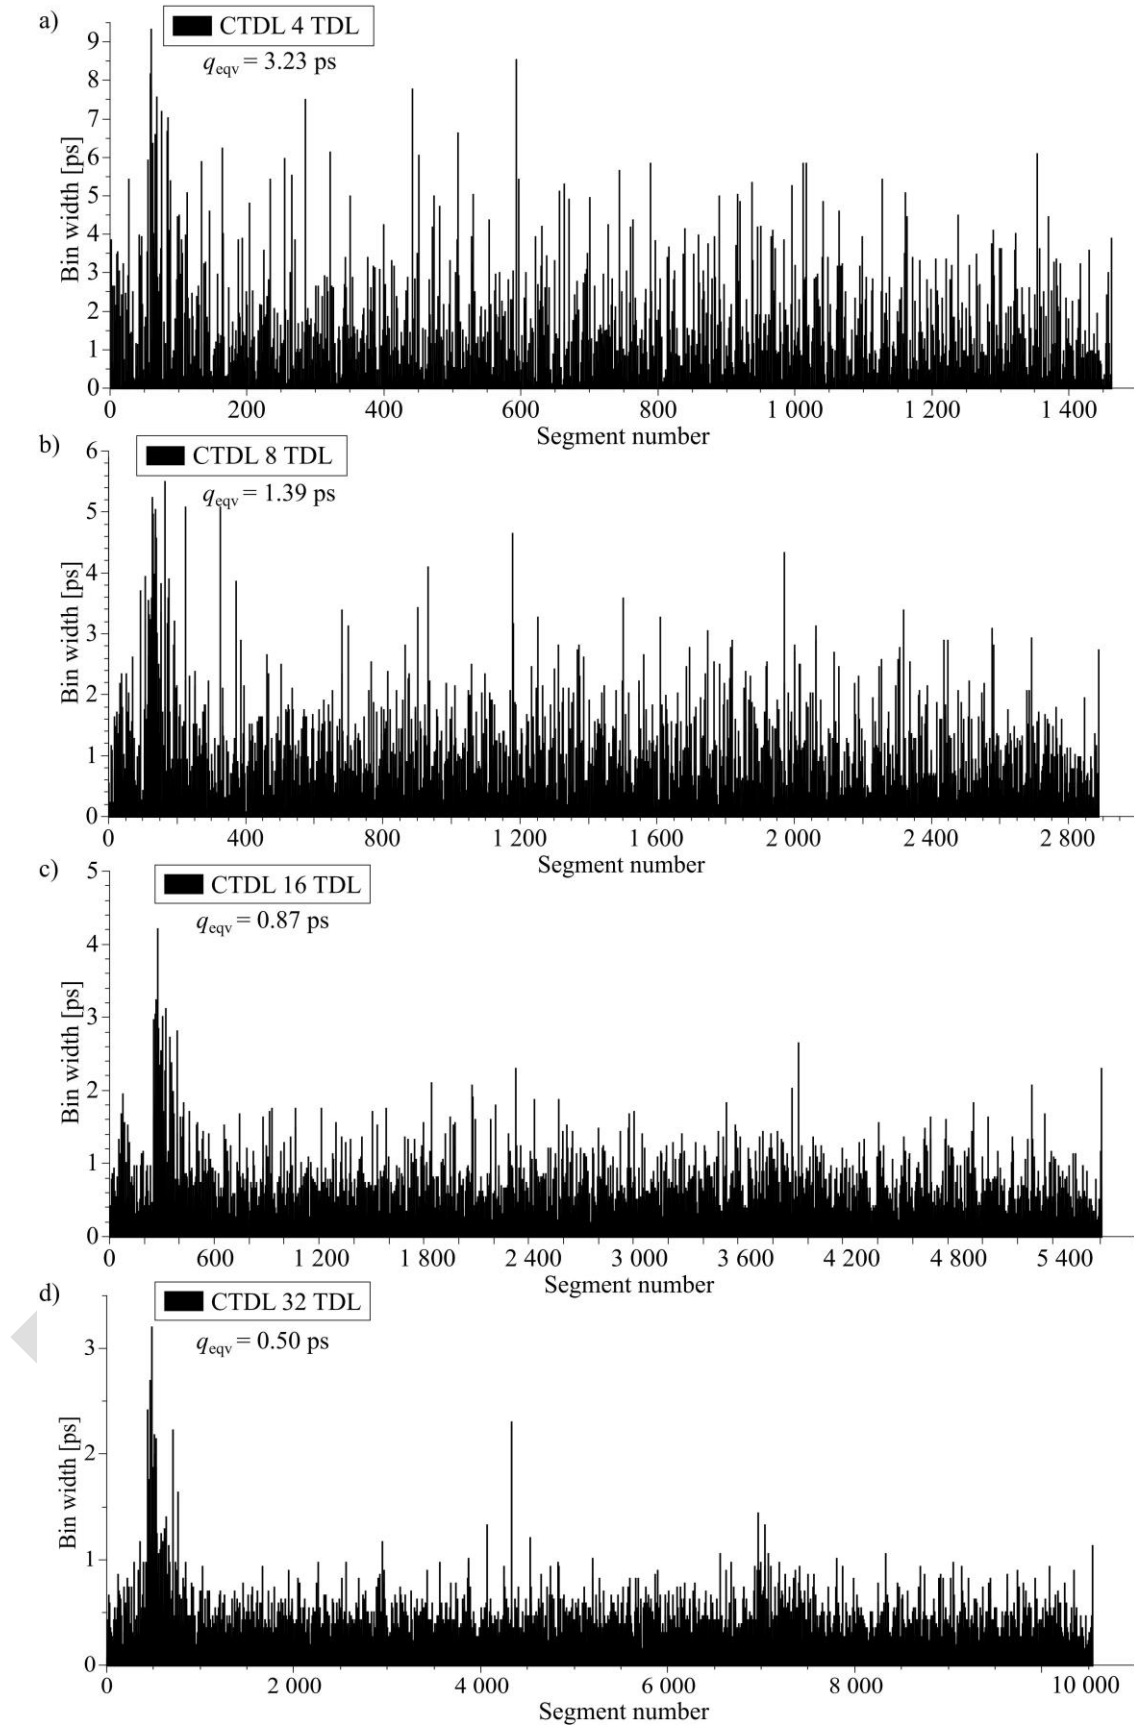 a)
CTDL 4 TDL
q_eqv = 3.23 ps
Bin width [ps]
9
8
7
6
5
4
3
2
1
0
0 200 400 600 800 1 000 1 200 1 400
Segment number
b)
CTDL 8 TDL
q_eqv = 1.39 ps
Bin width [ps]
6
5
4
3
2
1
0
0 400 800 1 200 1 600 2 000 2 400 2 800
Segment number
c)
CTDL 16 TDL
q_eqv = 0.87 ps
Bin width [ps]
5
4
3
2
1
0
0 600 1 200 1 800 2 400 3 000 3 600 4 200 4 800 5 400
Segment number
d)
CTDL 32 TDL
q_eqv = 0.50 ps
Bin width [ps]
3
2
1
0
0 2 000 4 000 6 000 8 000 10 000
Segment number